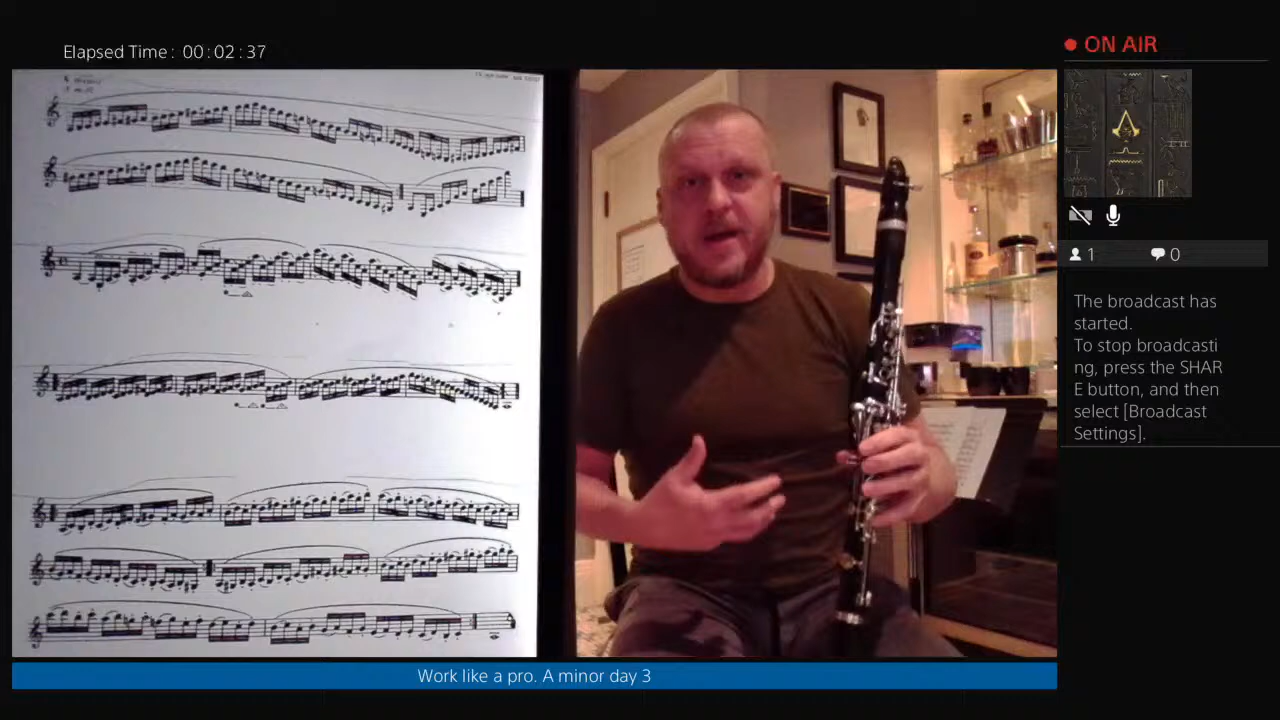 Elapsed Time: 00:02:37
ON AIR
1
0
The broadcast has
started.
To stop broadcasti
ng, press the SHAR
E button, and then
select [Broadcast
Settings].
Work like a pro. A minor day 3